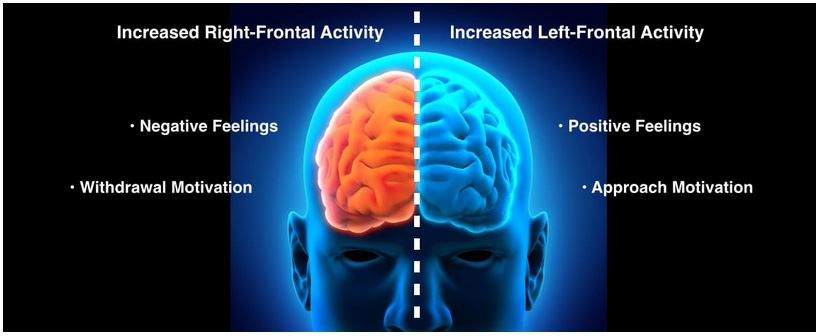 Increased Right-Frontal Activity
· Negative Feelings
· Withdrawal Motivation
Increased Left-Frontal Activity
· Positive Feelings
· Approach Motivation